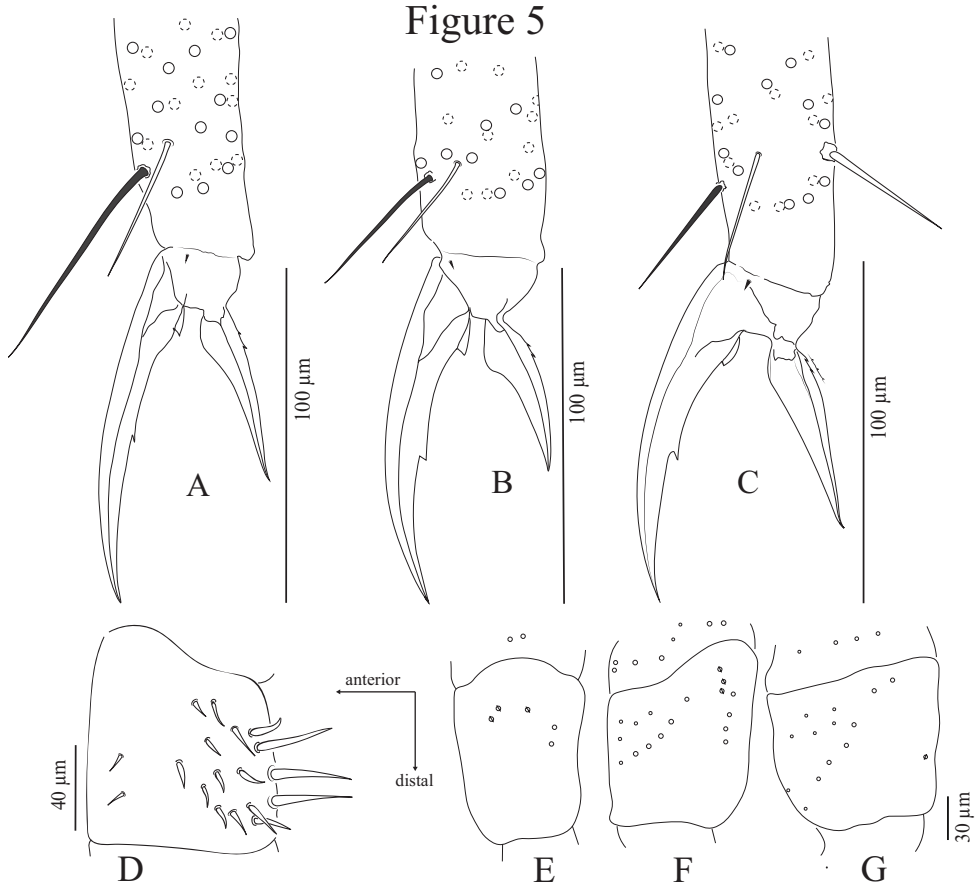 Figure 5
100 µm
100 µm
100 µm
A
B
C
anterior
distal
40 µm
30 µm
D
E
F
G